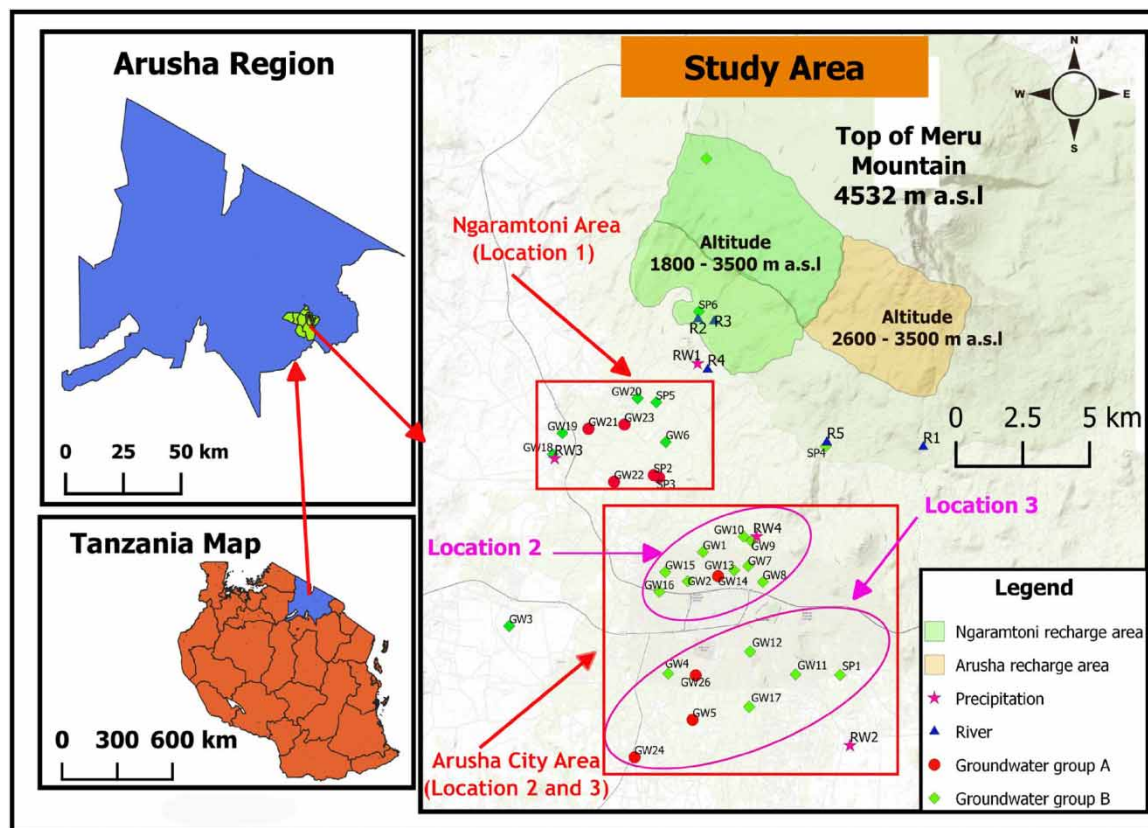 Arusha Region
0 25 50 km
Tanzania Map
0 300 600 km
Study Area
N
W E
S
Top of Meru
Mountain
4532 m a.s.l
Ngaramtoni Area
(Location 1)
Altitude
1800 - 3500 m a.s.l
Altitude
2600 - 3500 m a.s.l
SP6
R2 R3
RW1 R4
0 2.5 5 km
GW20 SP5
GW21 GW23
GW19 GW6
GW18 RW3
GW22 SP2
SP3
R5 R1
SP4
Location 3
Location 2
GW10 RW4
GW1 GW9
GW15 GW13 GW7
GW16 GW2 GW14 GW8
GW3
GW12
GW4 GW11 SP1
GW26
GW5 GW17
RW2
GW24
Arusha City Area
(Location 2 and 3)
Legend
Ngaramtoni recharge area
Arusha recharge area
Precipitation
River
Groundwater group A
Groundwater group B